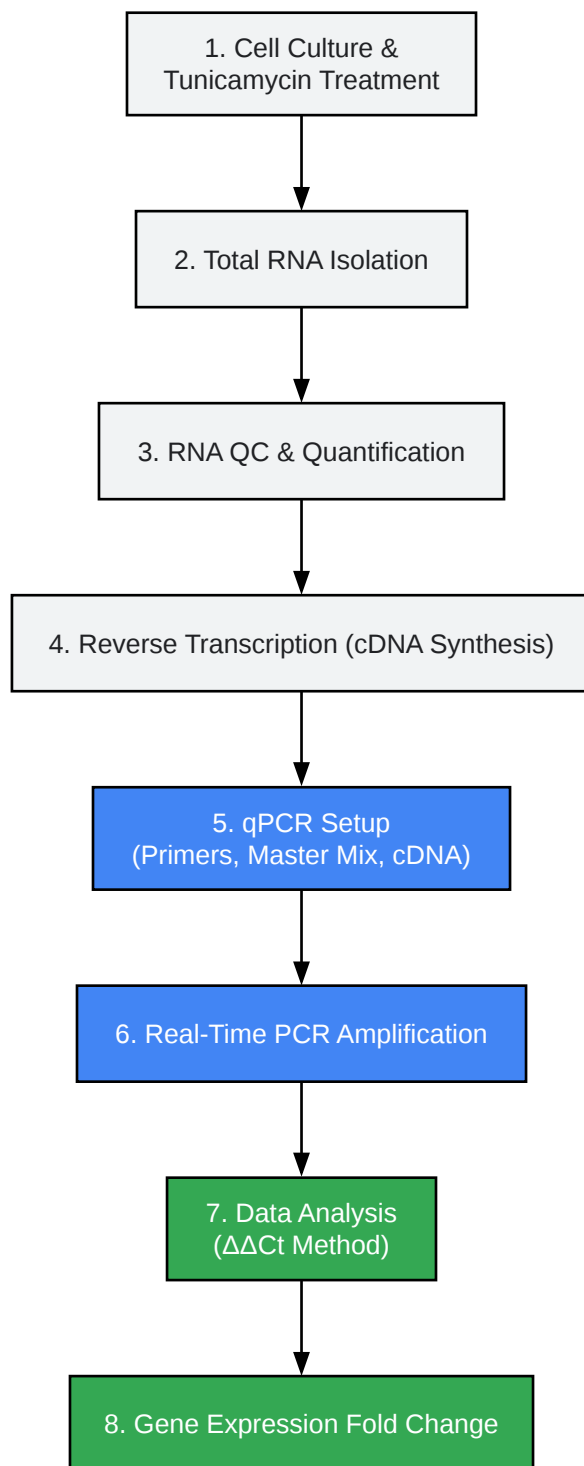 1. Cell Culture &
Tunicamycin Treatment
2. Total RNA Isolation
3. RNA QC & Quantification
4. Reverse Transcription (cDNA Synthesis)
5. qPCR Setup
(Primers, Master Mix, cDNA)
6. Real-Time PCR Amplification
7. Data Analysis
(ΔΔCt Method)
8. Gene Expression Fold Change